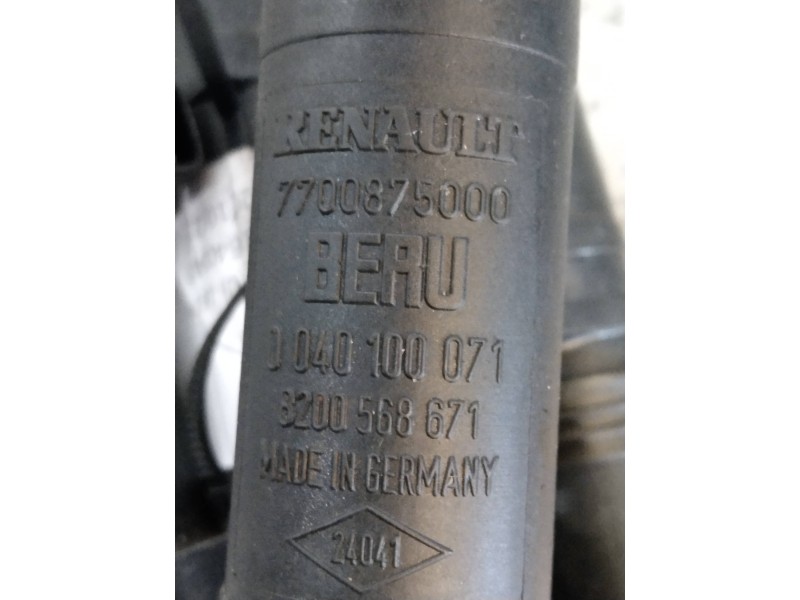 RENAULT
7700875000
BERU
0 040 100 071
8200 568 671
MADE IN GERMANY
24041